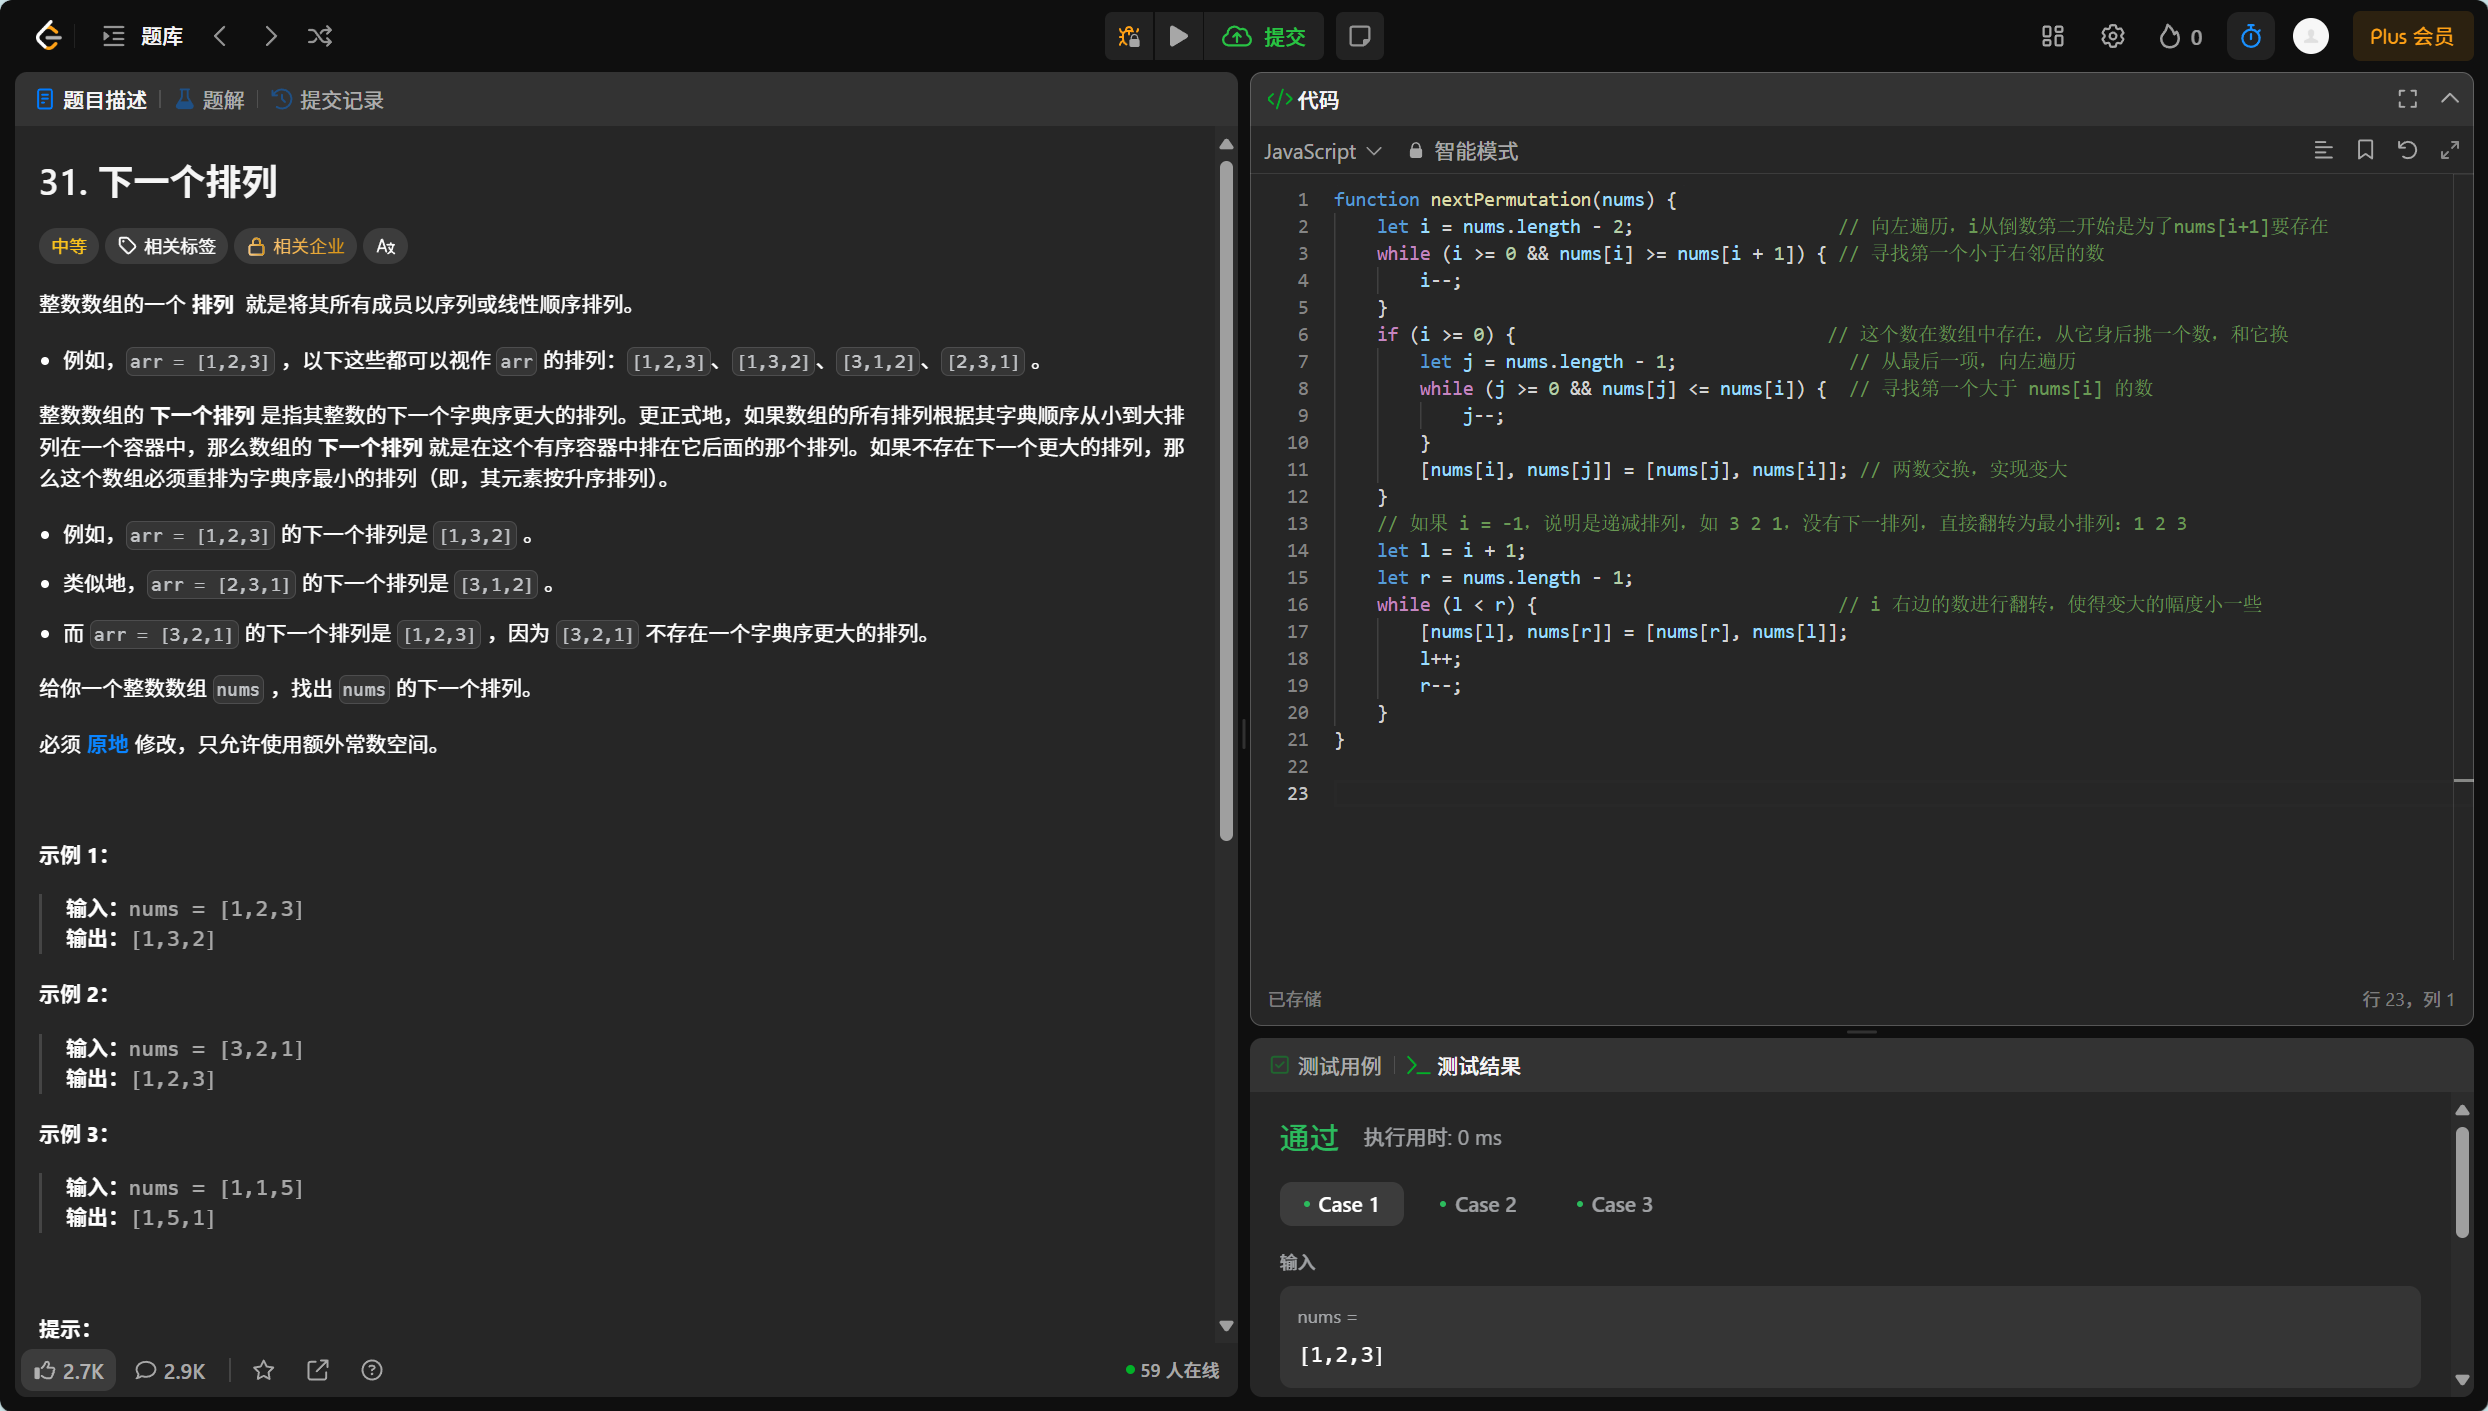 题库
提交
0
Plus 会员
题目描述
题解
提交记录
31. 下一个排列
中等
相关标签
相关企业
整数数组的一个 排列 就是将其所有成员以序列或线性顺序排列。
例如，arr = [1,2,3] ，以下这些都可以视作 arr 的排列：[1,2,3]、[1,3,2]、[3,1,2]、[2,3,1] 。
整数数组的 下一个排列 是指其整数的下一个字典序更大的排列。更正式地，如果数组的所有排列根据其字典顺序从小到大排
列在一个容器中，那么数组的 下一个排列 就是在这个有序容器中排在它后面的那个排列。如果不存在下一个更大的排列，那
么这个数组必须重排为字典序最小的排列（即，其元素按升序排列）。
例如，arr = [1,2,3] 的下一个排列是 [1,3,2] 。
类似地，arr = [2,3,1] 的下一个排列是 [3,1,2] 。
而 arr = [3,2,1] 的下一个排列是 [1,2,3] ，因为 [3,2,1] 不存在一个字典序更大的排列。
给你一个整数数组 nums ，找出 nums 的下一个排列。
必须 原地 修改，只允许使用额外常数空间。
示例 1：
输入：nums = [1,2,3]
输出：[1,3,2]
示例 2：
输入：nums = [3,2,1]
输出：[1,2,3]
示例 3：
输入：nums = [1,1,5]
输出：[1,5,1]
提示：
2.7K
2.9K
59 人在线
</> 代码
JavaScript
智能模式
1 function nextPermutation(nums) {
2 let i = nums.length - 2; // 向左遍历，i从倒数第二开始是为了nums[i+1]要存在
3 while (i >= 0 && nums[i] >= nums[i + 1]) { // 寻找第一个小于右邻居的数
4 i--;
5 }
6 if (i >= 0) { // 这个数在数组中存在，从它身后挑一个数，和它换
7 let j = nums.length - 1; // 从最后一项，向左遍历
8 while (j >= 0 && nums[j] <= nums[i]) { // 寻找第一个大于 nums[i] 的数
9 j--;
10 }
11 [nums[i], nums[j]] = [nums[j], nums[i]]; // 两数交换，实现变大
12 }
13 // 如果 i = -1，说明是递减排列，如 3 2 1，没有下一排列，直接翻转为最小排列：1 2 3
14 let l = i + 1;
15 let r = nums.length - 1;
16 while (l < r) { // i 右边的数进行翻转，使得变大的幅度小一些
17 [nums[l], nums[r]] = [nums[r], nums[l]];
18 l++;
19 r--;
20 }
21 }
22
23
已存储
行 23，列 1
测试用例
测试结果
通过
执行用时: 0 ms
Case 1
Case 2
Case 3
输入
nums =
[1,2,3]